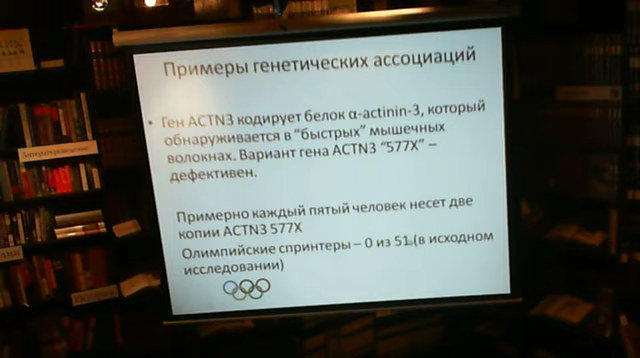 Примеры генетических ассоциаций
• Ген ACTN3 кодирует белок α-actinin-3, который
обнаруживается в “быстрых” мышечных
волокнах. Вариант гена ACTN3 “577X” –
дефективен.
Примерно каждый пятый человек несет две
копии ACTN3 577X
Олимпийские спринтеры – 0 из 51 (в исходном
исследовании)
Литературоведение